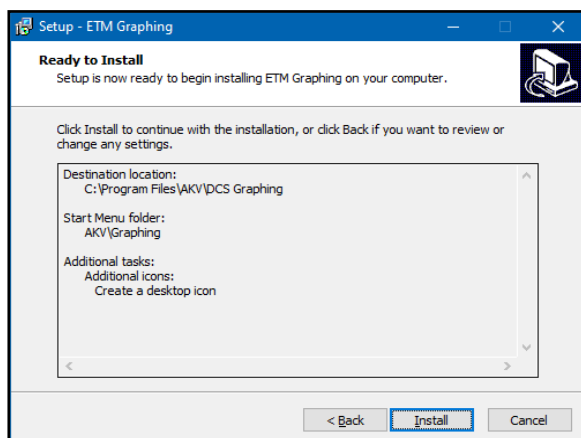 Setup - ETM Graphing
Ready to Install
Setup is now ready to begin installing ETM Graphing on your computer.
Click Install to continue with the installation, or click Back if you want to review or
change any settings.
Destination location:
C:\Program Files\AKV\DCS Graphing
Start Menu folder:
AKV\Graphing
Additional tasks:
Additional icons:
Create a desktop icon
< Back
Install
Cancel